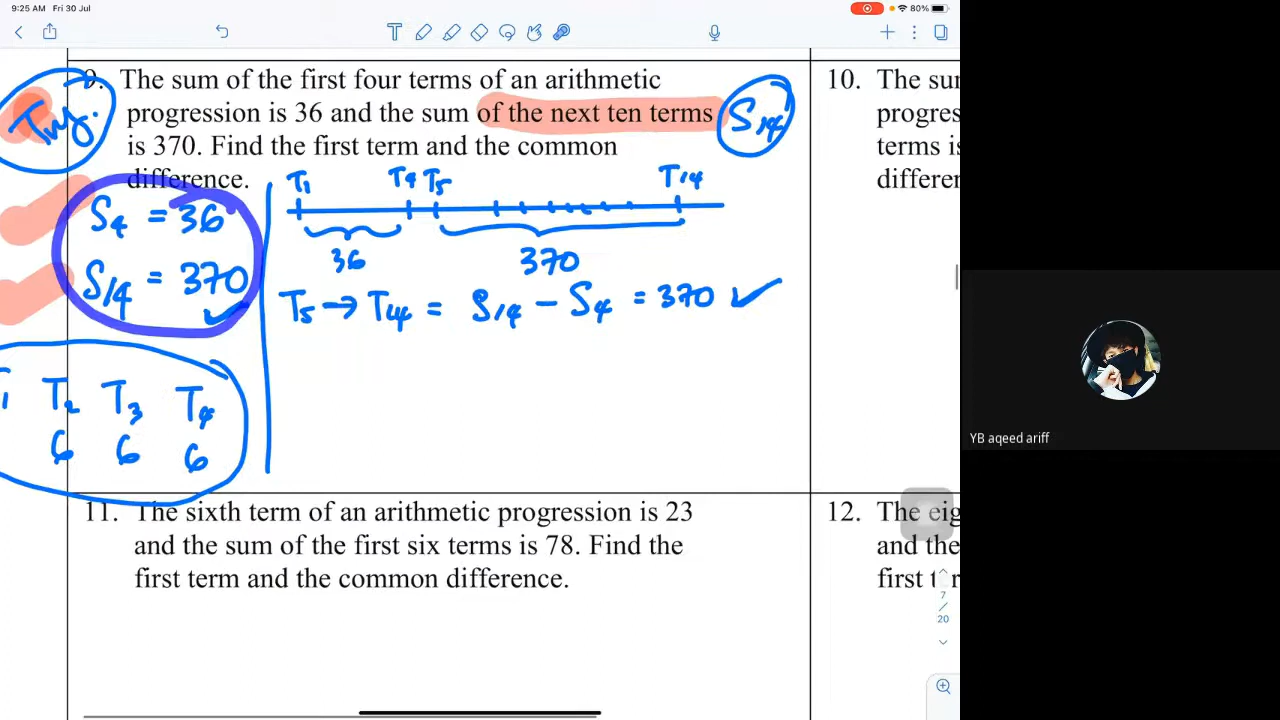 9:25 AM Fri 30 Jul
80%
T
9. The sum of the first four terms of an arithmetic
progression is 36 and the sum of the next ten terms
is 370. Find the first term and the common
difference.
S14
S4 = 36
S14 = 370
T1 T4 T5 T14
36 370
T5 → T14 = S14 - S4 = 370 ✓
T2 T3 T4
6 6 6
10. The sum
progres
terms is
differen
11. The sixth term of an arithmetic progression is 23
and the sum of the first six terms is 78. Find the
first term and the common difference.
12. The eig
and the
first
7
/
20
YB aqeed ariff